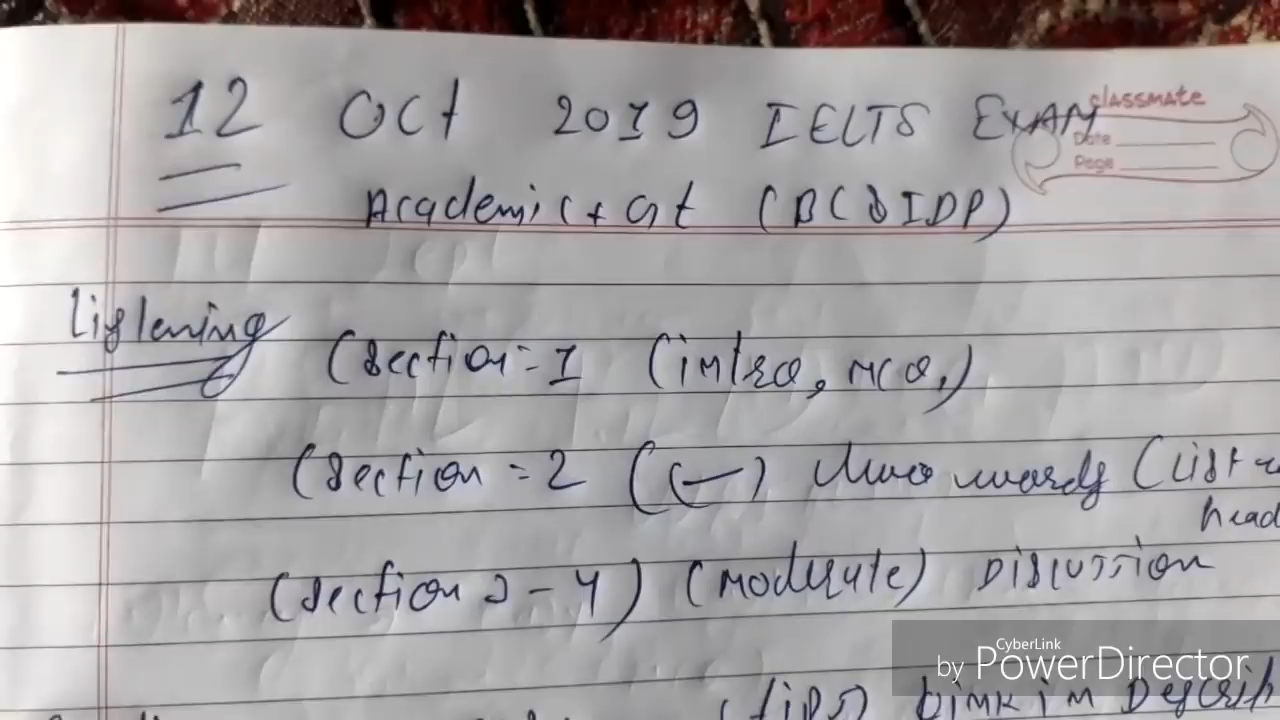 12 Oct 2019 IELTS EXAM
classmate
Date
Page
Academic + Gt (BC & IDP)
Listening
(Section = 1 (intro, MCQ,)
(Section = 2 ((-) two words (List
head
(Section 3 - 4) (Moderate) Discussion
CyberLink
by PowerDirector
(tips)